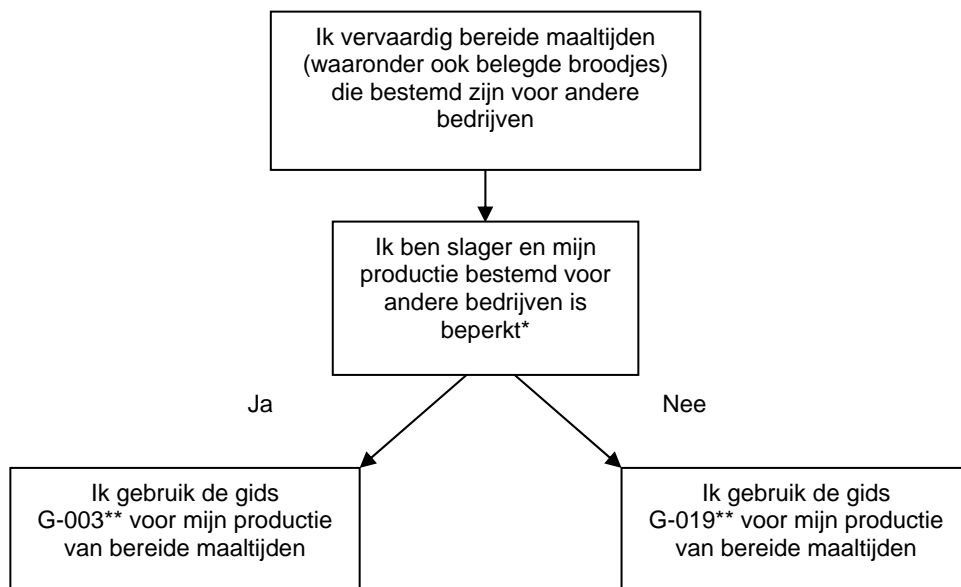 Ik vervaardig bereide maaltijden
(waaronder ook belegde broodjes)
die bestemd zijn voor andere
bedrijven
Ik ben slager en mijn
productie bestemd voor
andere bedrijven is
beperkt*
Ja
Nee
Ik gebruik de gids
G-003** voor mijn productie
van bereide maaltijden
Ik gebruik de gids
G-019** voor mijn productie
van bereide maaltijden